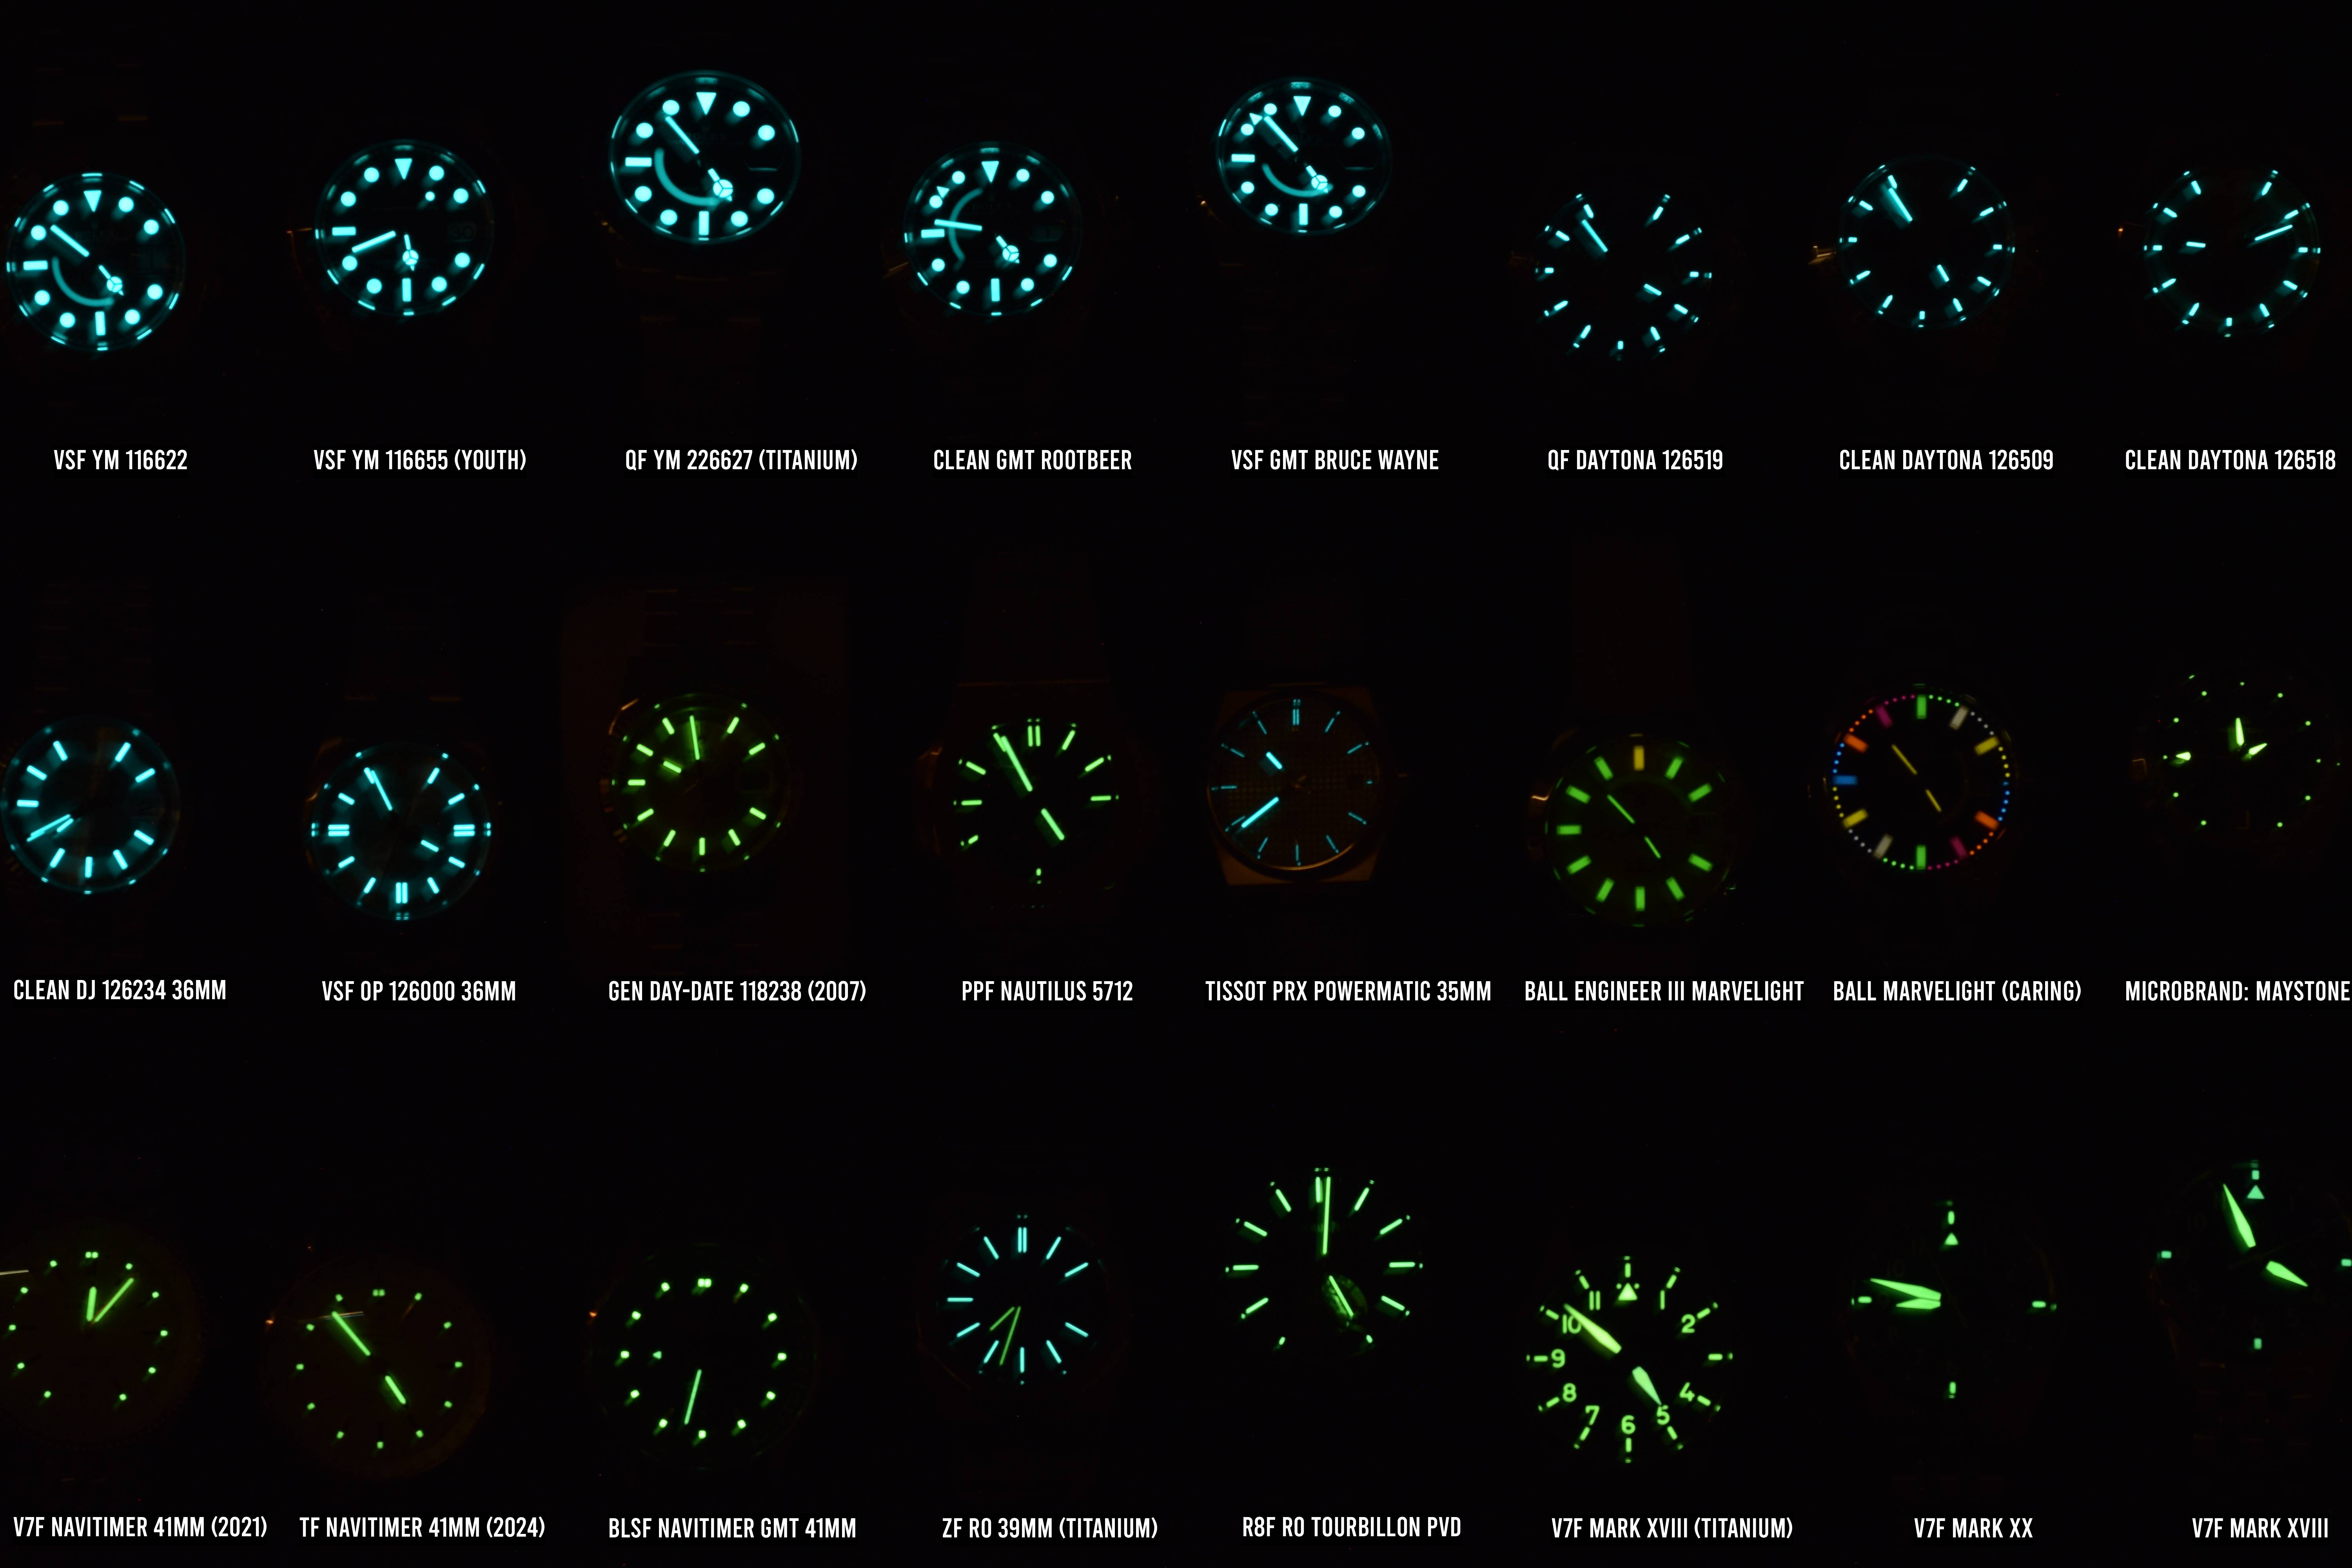 VSF YM 116622
VSF YM 116655 (YOUTH)
QF YM 226627 (TITANIUM)
CLEAN GMT ROOTBEER
VSF GMT BRUCE WAYNE
QF DAYTONA 126519
CLEAN DAYTONA 126509
CLEAN DAYTONA 126518
CLEAN DJ 126234 36MM
VSF OP 126000 36MM
GEN DAY-DATE 118238 (2007)
PPF NAUTILUS 5712
TISSOT PRX POWERMATIC 35MM
BALL ENGINEER III MARVELIGHT
BALL MARVELIGHT (CARING)
MICROBRAND: MAYSTONE
11
1
10
2
9
8
4
7
6
5
V7F NAVITIMER 41MM (2021)
TF NAVITIMER 41MM (2024)
BLSF NAVITIMER GMT 41MM
ZF RO 39MM (TITANIUM)
R8F RO TOURBILLON PVD
V7F MARK XVIII (TITANIUM)
V7F MARK XX
V7F MARK XVIII